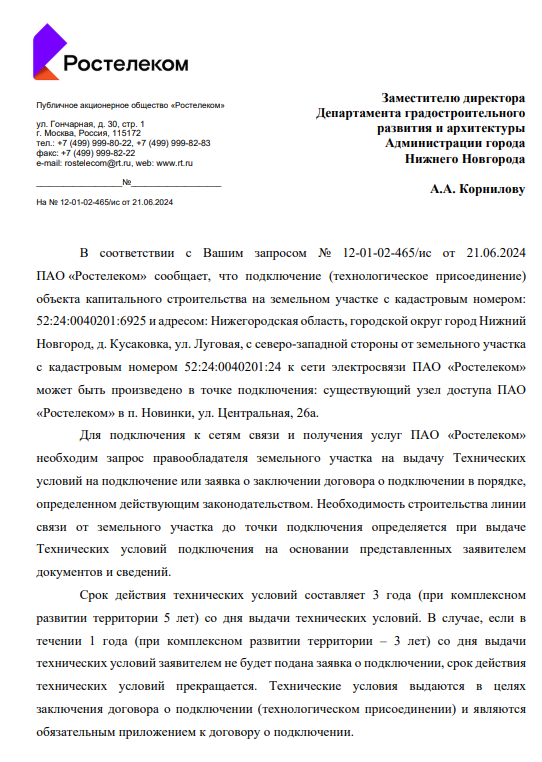 Ростелеком
Публичное акционерное общество «Ростелеком»
ул. Гончарная, д. 30, стр. 1
г. Москва, Россия, 115172
тел.: +7 (499) 999-80-22, +7 (499) 999-82-83
факс: +7 (499) 999-82-22
e-mail: rostelecom@rt.ru, web: www.rt.ru
__________________№___________________
На № 12-01-02-465/ис от 21.06.2024
Заместителю директора
Департамента градостроительного
развития и архитектуры
Администрации города
Нижнего Новгорода
А.А. Корнилову
В соответствии с Вашим запросом № 12-01-02-465/ис от 21.06.2024
ПАО «Ростелеком» сообщает, что подключение (технологическое присоединение)
объекта капитального строительства на земельном участке с кадастровым номером:
52:24:0040201:6925 и адресом: Нижегородская область, городской округ город Нижний
Новгород, д. Кусаковка, ул. Луговая, с северо-западной стороны от земельного участка
с кадастровым номером 52:24:0040201:24 к сети электросвязи ПАО «Ростелеком»
может быть произведено в точке подключения: существующий узел доступа ПАО
«Ростелеком» в п. Новинки, ул. Центральная, 26а.
Для подключения к сетям связи и получения услуг ПАО «Ростелеком»
необходим запрос правообладателя земельного участка на выдачу Технических
условий на подключение или заявка о заключении договора о подключении в порядке,
определенном действующим законодательством. Необходимость строительства линии
связи от земельного участка до точки подключения определяется при выдаче
Технических условий подключения на основании представленных заявителем
документов и сведений.
Срок действия технических условий составляет 3 года (при комплексном
развитии территории 5 лет) со дня выдачи технических условий. В случае, если в
течении 1 года (при комплексном развитии территории – 3 лет) со дня выдачи
технических условий заявителем не будет подана заявка о подключении, срок действия
технических условий прекращается. Технические условия выдаются в целях
заключения договора о подключении (технологическом присоединении) и являются
обязательным приложением к договору о подключении.